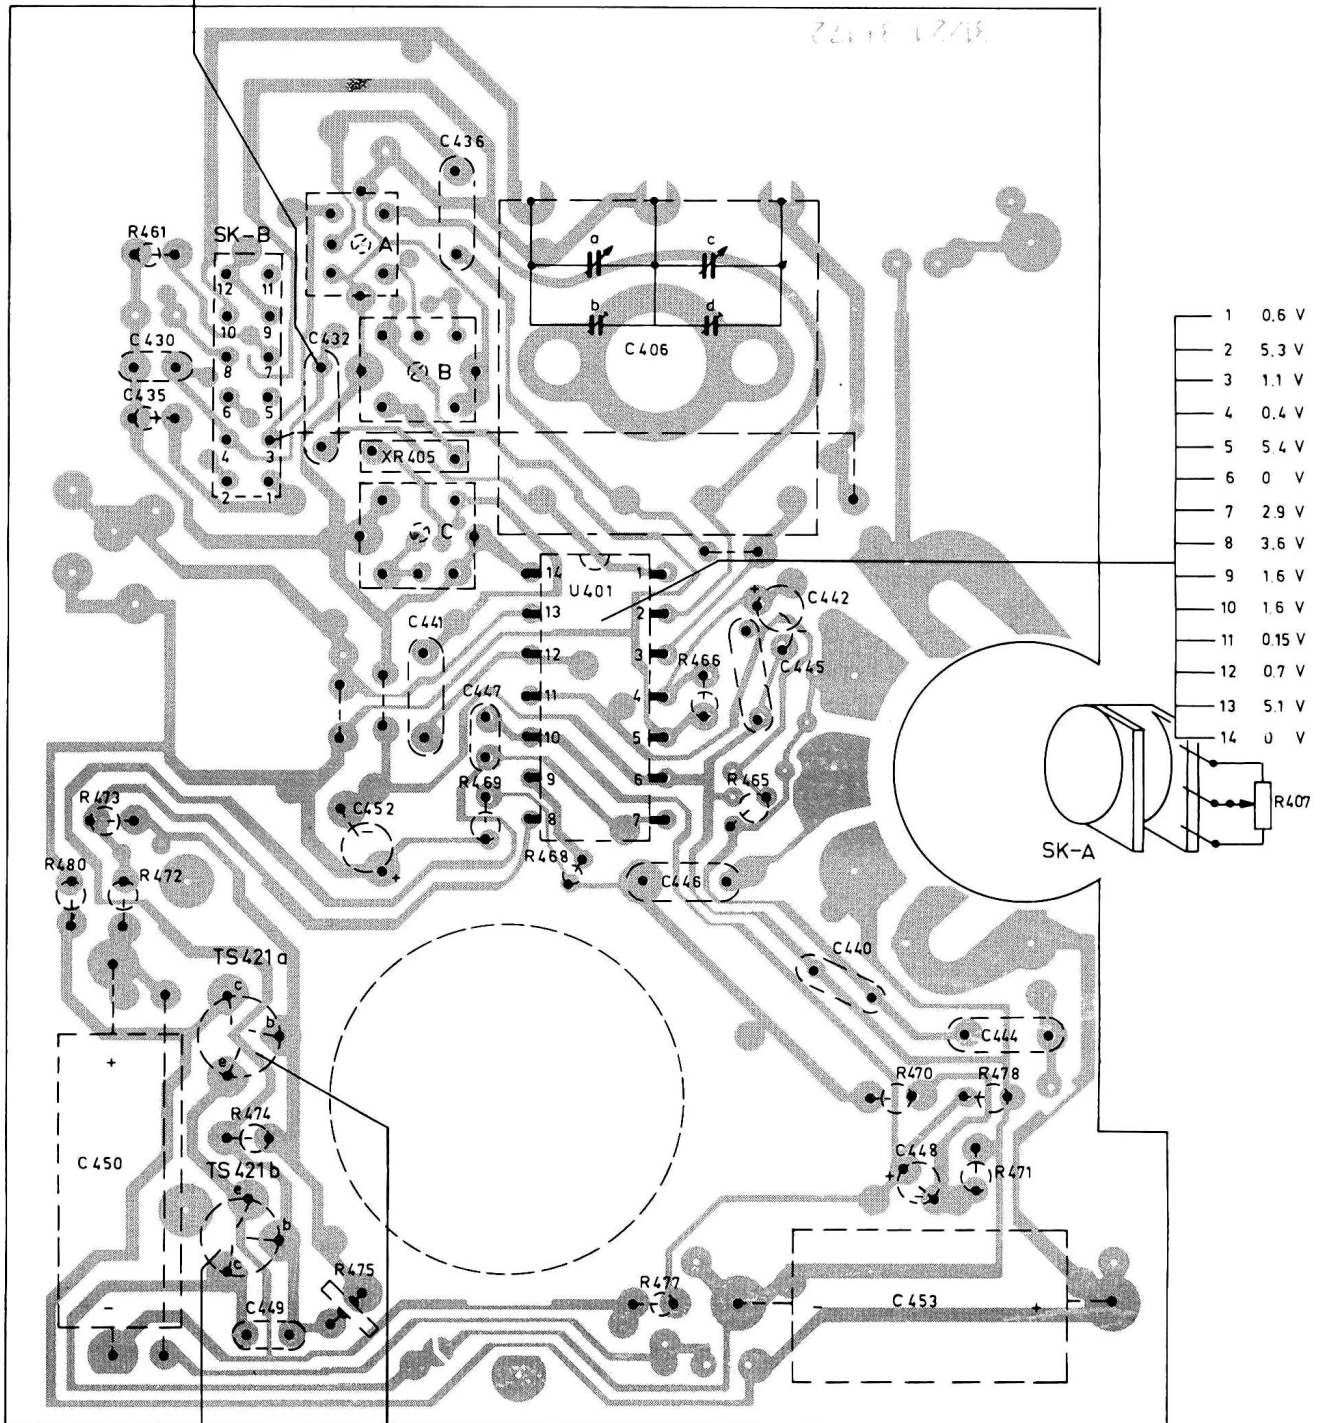 C436
R461
SK-B
A
12 11
a c
10 9
b d
C430
C432
8 7
B
C406
C435
6 5
4 3
XR405
2 1
C
1 0.6 V
2 5.3 V
3 1.1 V
4 0.4 V
5 5.4 V
6 0 V
7 2.9 V
8 3.6 V
9 1.6 V
10 1.6 V
11 0.15 V
12 0.7 V
13 5.1 V
14 0 V
14 U401 1
13 2
12 3
11 4
10 5
9 6
8 7
+ C442
C441
C445
R466
C447
R469
R465
R473
C452
+
R407
SK-A
R480
R472
R468
C446
TS421a
c
b
e
C440
C444
+
R470
R478
R474
C450
TS421b
e
b
c
C448
+ -
R471
R475
R477
-
C449
- C453 +